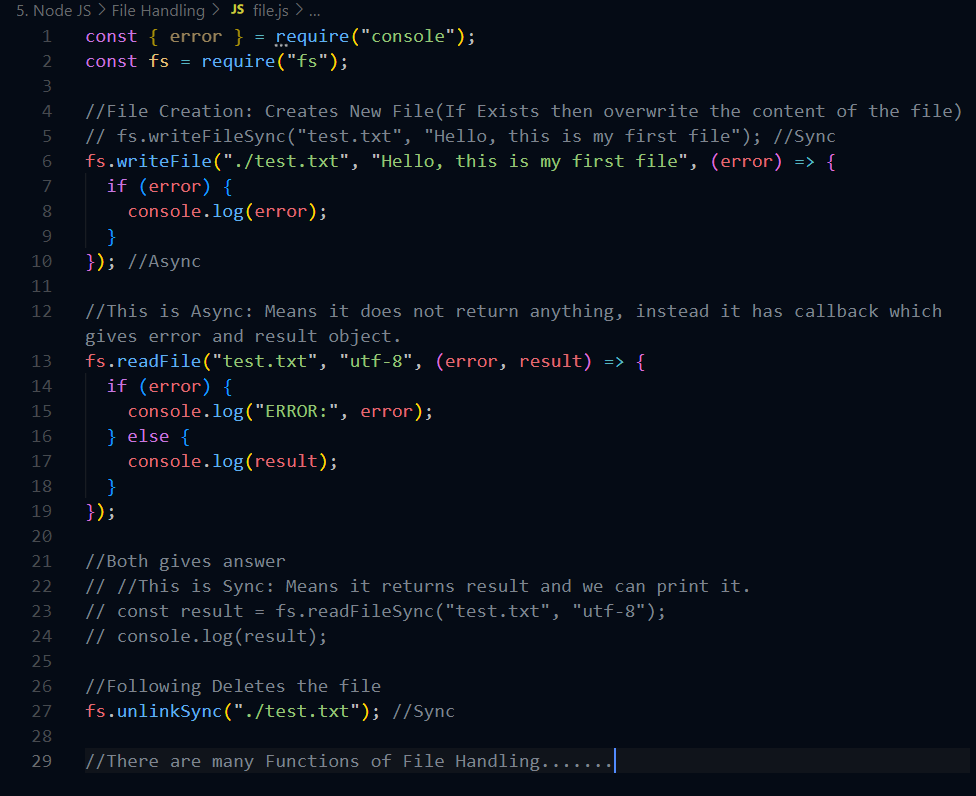 5. Node JS > File Handling > JS file.js > ...
1 const { error } = require("console");
2 const fs = require("fs");
3
4 //File Creation: Creates New File(If Exists then overwrite the content of the file)
5 // fs.writeFileSync("test.txt", "Hello, this is my first file"); //Sync
6 fs.writeFile("./test.txt", "Hello, this is my first file", (error) => {
7 if (error) {
8 console.log(error);
9 }
10 }); //Async
11
12 //This is Async: Means it does not return anything, instead it has callback which
gives error and result object.
13 fs.readFile("test.txt", "utf-8", (error, result) => {
14 if (error) {
15 console.log("ERROR:", error);
16 } else {
17 console.log(result);
18 }
19 });
20
21 //Both gives answer
22 // //This is Sync: Means it returns result and we can print it.
23 // const result = fs.readFileSync("test.txt", "utf-8");
24 // console.log(result);
25
26 //Following Deletes the file
27 fs.unlinkSync("./test.txt"); //Sync
28
29 //There are many Functions of File Handling.......